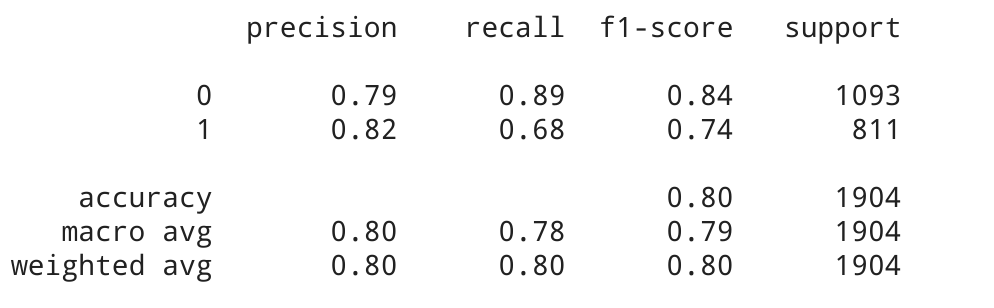 precision recall f1-score support
0 0.79 0.89 0.84 1093
1 0.82 0.68 0.74 811
accuracy 0.80 1904
macro avg 0.80 0.78 0.79 1904
weighted avg 0.80 0.80 0.80 1904